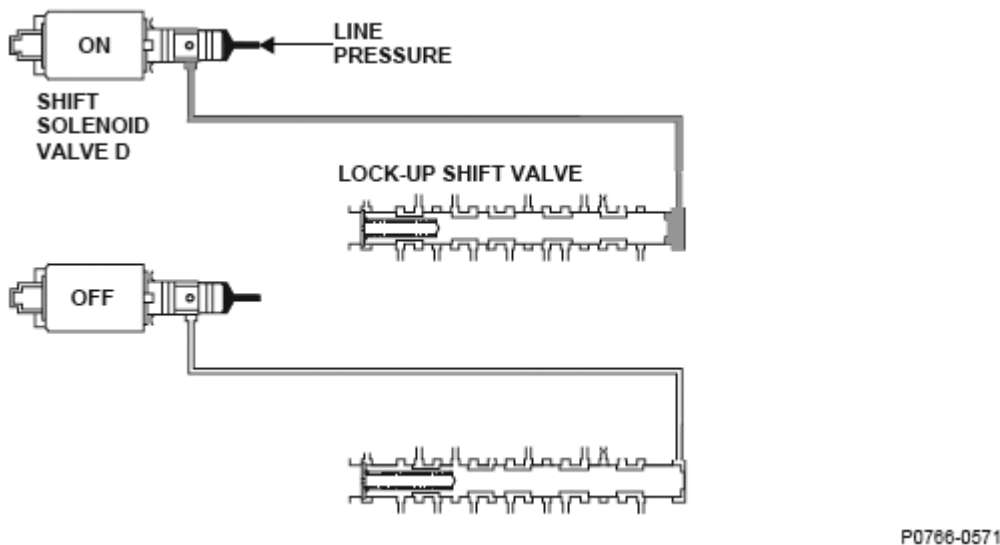 ON
LINE
PRESSURE
SHIFT
SOLENOID
VALVE D
LOCK-UP SHIFT VALVE
OFF
P0766-0571